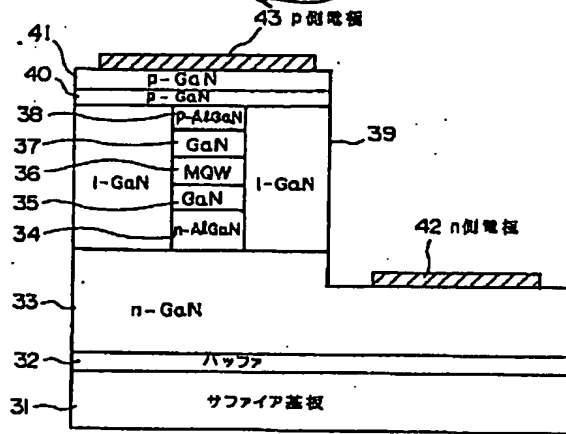 43 p側電極
41
p-GaN
40
p-GaN
38
p-AlGaN
39
37
GaN
36
MQW
i-GaN
i-GaN
35
GaN
42 n側電極
34
n-AlGaN
33
n-GaN
32
バッファ
31
サファイア基板